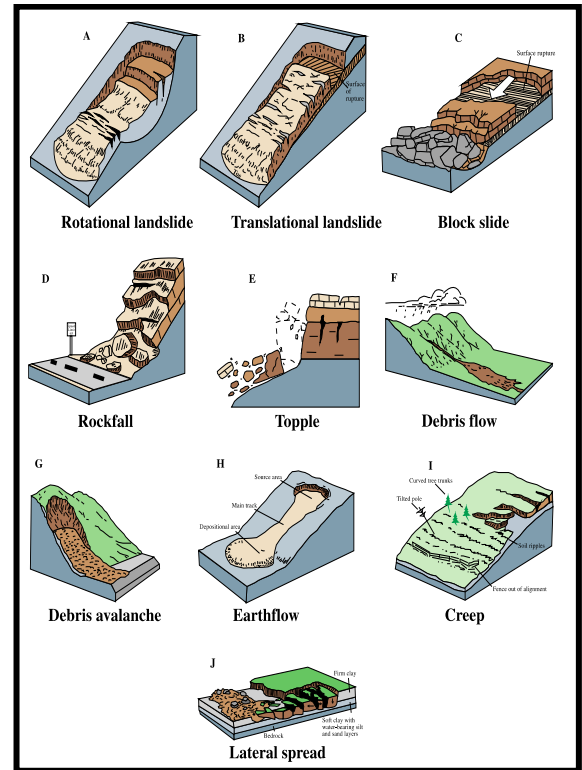 A
B
C
Surface rupture
Surface
of
rupture
Rotational landslide
Translational landslide
Block slide
D
E
F
Rockfall
Topple
Debris flow
G
H
I
Source area
Curved tree trunks
Tilted pole
Main track
Depositional area
Soil ripples
Fence out of alignment
Debris avalanche
Earthflow
Creep
J
Firm clay
Soft clay with
water-bearing silt
and sand layers
Bedrock
Lateral spread